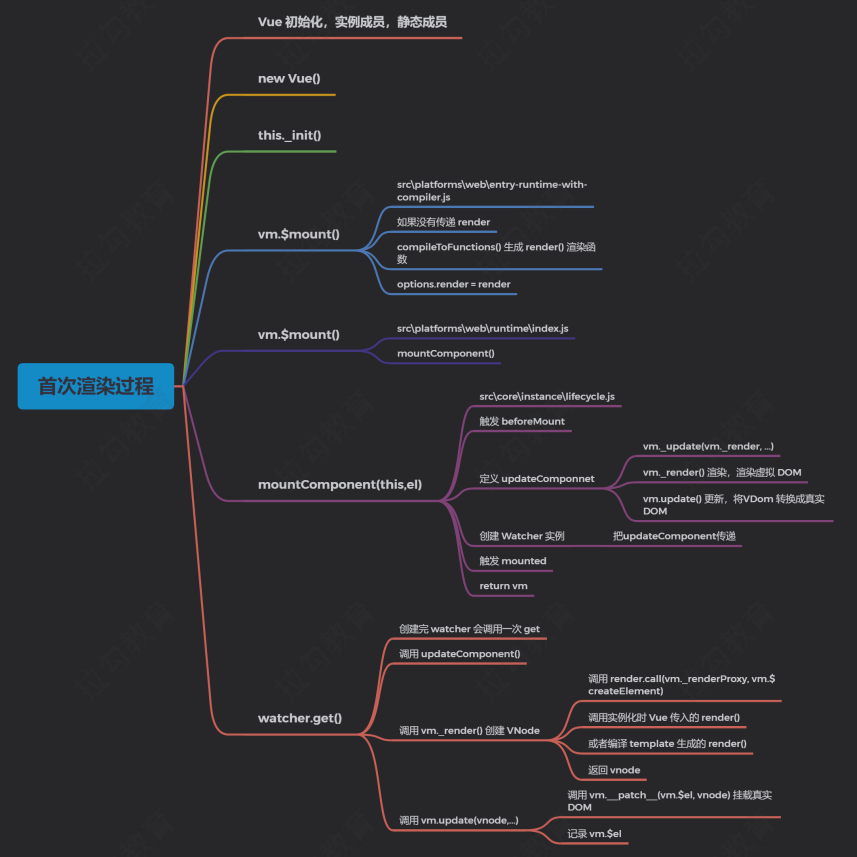 Vue 初始化，实例成员，静态成员
new Vue()
this._init()
vm.$mount()
src\platforms\web\entry-runtime-with-
compiler.js
如果没有传递 render
compileToFunctions() 生成 render() 渲染函
数
options.render = render
vm.$mount()
src\platforms\web\runtime\index.js
mountComponent()
首次渲染过程
mountComponent(this,el)
src\core\instance\lifecycle.js
触发 beforeMount
定义 updateComponnet
vm._update(vm._render, ...)
vm._render() 渲染，渲染虚拟 DOM
vm.update() 更新，将VDom 转换成真实
DOM
创建 Watcher 实例
把updateComponent传递
触发 mounted
return vm
watcher.get()
创建完 watcher 会调用一次 get
调用 updateComponent()
调用 vm._render() 创建 VNode
调用 render.call(vm._renderProxy, vm.$
createElement)
调用实例化时 Vue 传入的 render()
或者编译 template 生成的 render()
返回 vnode
调用 vm.update(vnode,...)
调用 vm.__patch__(vm.$el, vnode) 挂载真实
DOM
记录 vm.$el